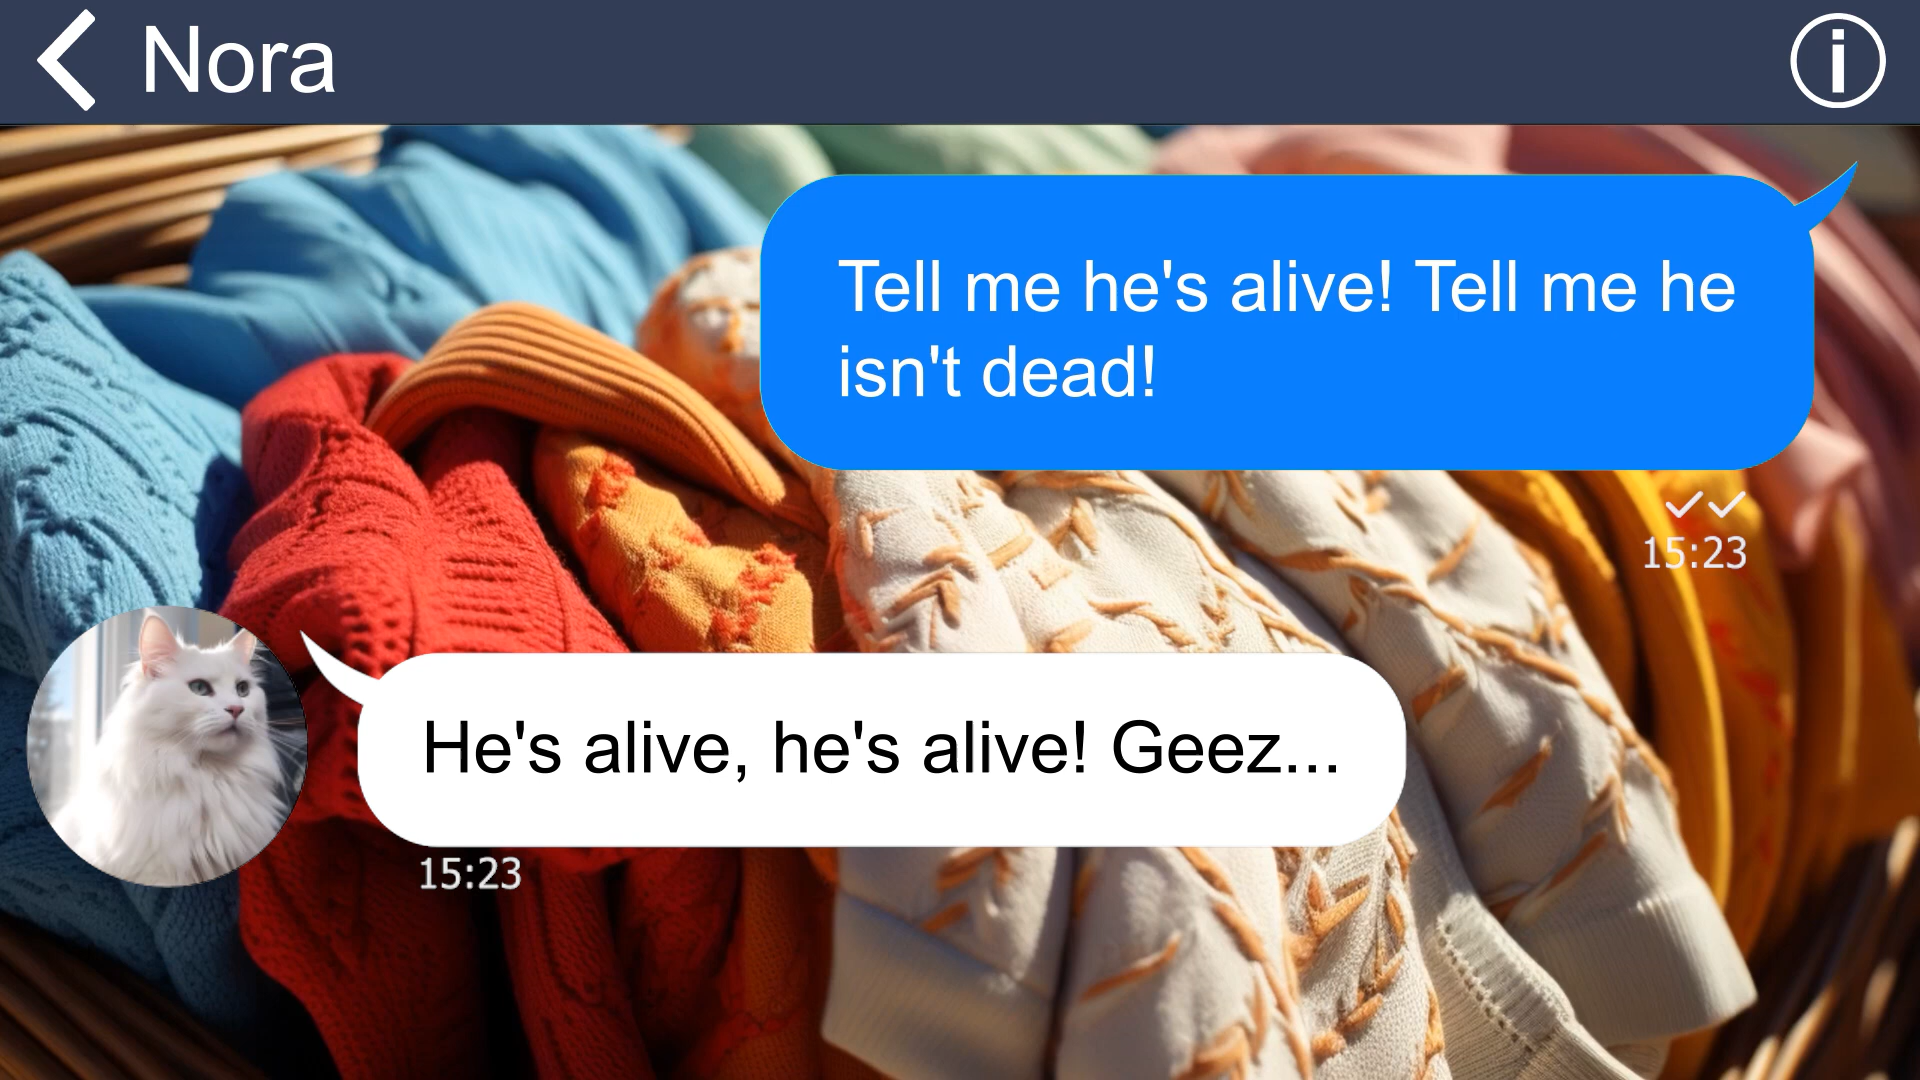 Nora
Tell me he's alive! Tell me he
isn't dead!
15:23
He's alive, he's alive! Geez...
15:23